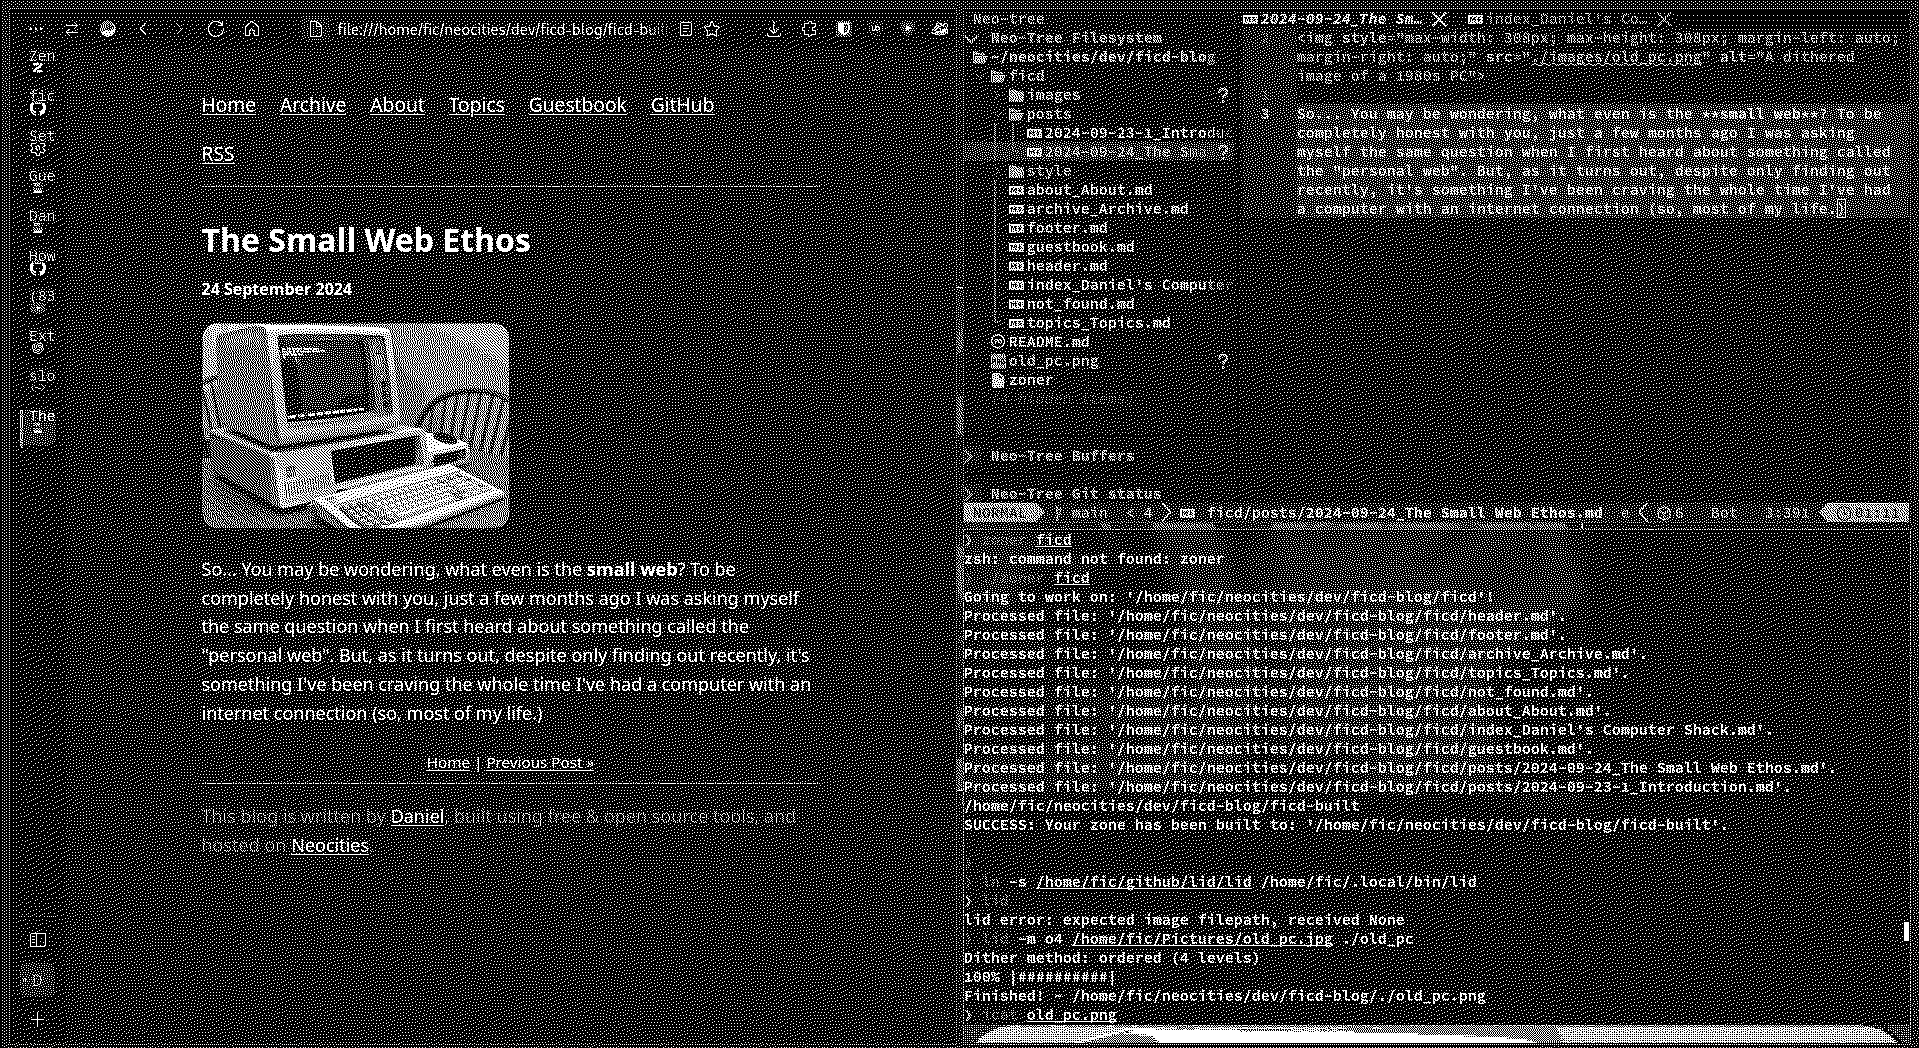 file:///home/fic/neocities/dev/ficd-blog/ficd-bui
Zen
fic
Set
Gue
Dan
How
(83
Ext
slo
The
Home Archive About Topics Guestbook GitHub
RSS
The Small Web Ethos
24 September 2024
So... You may be wondering, what even is the small web? To be
completely honest with you, just a few months ago I was asking myself
the same question when I first heard about something called the
"personal web". But, as it turns out, despite only finding out recently, it's
something I've been craving the whole time I've had a computer with an
internet connection (so, most of my life.)
Home | Previous Post »
This blog is written by Daniel, built using free & open source tools, and
hosted on Neocities
Neo-tree
Neo-Tree Filesystem
~/neocities/dev/ficd-blog
ficd
images ?
posts
2024-09-23-1_Introdu
2024-09-24_The Sm ?
style
about_About.md
archive_Archive.md
footer.md
guestbook.md
header.md
index_Daniel's Compute
not_found.md
topics_Topics.md
README.md
old_pc.png ?
zoner
Neo-Tree Buffers
Neo-Tree Git status
2024-09-24_The Sm… index_Daniel's Co…
<img style="max-width: 308px; max-height: 308px; margin-left: auto;
margin-right: auto;" src="./images/old_pc.png" alt="A dithered
image of a 1980s PC">
3 So... You may be wondering, what even is the **small web**? To be
completely honest with you, just a few months ago I was asking
myself the same question when I first heard about something called
the "personal web". But, as it turns out, despite only finding out
recently, it's something I've been craving the whole time I've had
a computer with an internet connection (so, most of my life.)
main < 4 ficd/posts/2024-09-24_The Small Web Ethos.md 6 Bot 3:391
ficd
zsh: command not found: zoner
ficd
Going to work on: '/home/fic/neocities/dev/ficd-blog/ficd'!
Processed file: '/home/fic/neocities/dev/ficd-blog/ficd/header.md'.
Processed file: '/home/fic/neocities/dev/ficd-blog/ficd/footer.md'.
Processed file: '/home/fic/neocities/dev/ficd-blog/ficd/archive_Archive.md'.
Processed file: '/home/fic/neocities/dev/ficd-blog/ficd/topics_Topics.md'.
Processed file: '/home/fic/neocities/dev/ficd-blog/ficd/not_found.md'.
Processed file: '/home/fic/neocities/dev/ficd-blog/ficd/about_About.md'.
Processed file: '/home/fic/neocities/dev/ficd-blog/ficd/index_Daniel's Computer Shack.md'.
Processed file: '/home/fic/neocities/dev/ficd-blog/ficd/guestbook.md'.
Processed file: '/home/fic/neocities/dev/ficd-blog/ficd/posts/2024-09-24_The Small Web Ethos.md'.
Processed file: '/home/fic/neocities/dev/ficd-blog/ficd/posts/2024-09-23-1_Introduction.md'.
/home/fic/neocities/dev/ficd-blog/ficd-built
SUCCESS: Your zone has been built to: '/home/fic/neocities/dev/ficd-blog/ficd-built'.
-s /home/fic/github/lid/lid /home/fic/.local/bin/lid
lid
lid error: expected image filepath, received None
-m o4 /home/fic/Pictures/old_pc.jpg ./old_pc
Dither method: ordered (4 levels)
100% |##########|
Finished! ~ /home/fic/neocities/dev/ficd-blog/./old_pc.png
old_pc.png